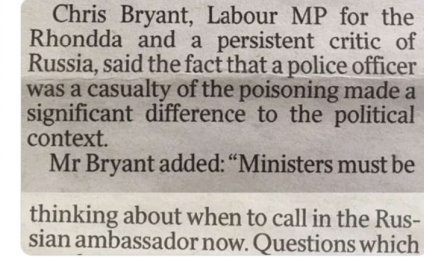 Chris Bryant, Labour MP for the
Rhondda and a persistent critic of
Russia, said the fact that a police officer
was a casualty of the poisoning made a
significant difference to the political
context.
Mr Bryant added: “Ministers must be
thinking about when to call in the Rus-
sian ambassador now. Questions which